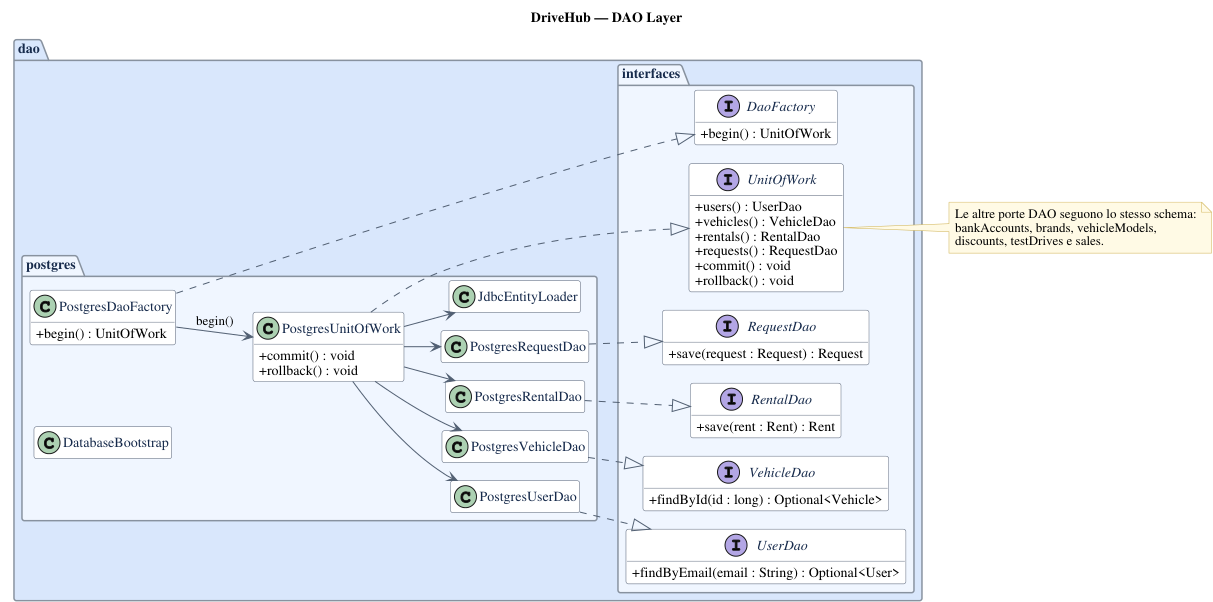 DriveHub — DAO Layer
dao
interfaces
I DaoFactory
+begin() : UnitOfWork
I UnitOfWork
+users() : UserDao
+vehicles() : VehicleDao
+rentals() : RentalDao
+requests() : RequestDao
+commit() : void
+rollback() : void
Le altre porte DAO seguono lo stesso schema:
bankAccounts, brands, vehicleModels,
discounts, testDrives e sales.
postgres
C PostgresDaoFactory
+begin() : UnitOfWork
begin()
C PostgresUnitOfWork
+commit() : void
+rollback() : void
C JdbcEntityLoader
C PostgresRequestDao
C PostgresRentalDao
C PostgresVehicleDao
C PostgresUserDao
C DatabaseBootstrap
I RequestDao
+save(request : Request) : Request
I RentalDao
+save(rent : Rent) : Rent
I VehicleDao
+findById(id : long) : Optional<Vehicle>
I UserDao
+findByEmail(email : String) : Optional<User>